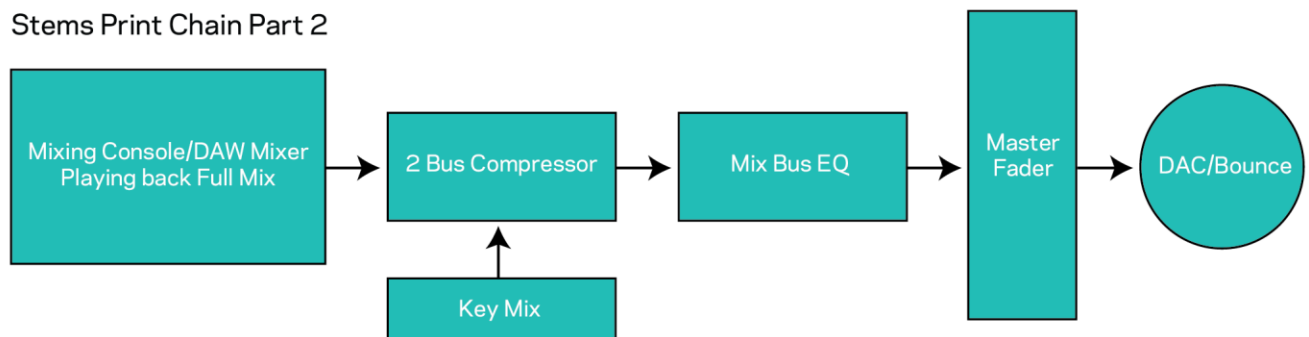 Stems Print Chain Part 2
Mixing Console/DAW Mixer
Playing back Full Mix
2 Bus Compressor
Mix Bus EQ
Master
Fader
DAC/Bounce
Key Mix